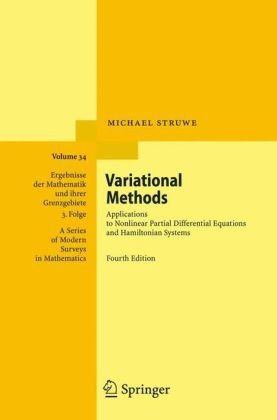 MICHAEL STRUWE
Volume 34
Ergebnisse
der Mathematik
und ihrer
Grenzgebiete
3. Folge
A Series
of Modern
Surveys
in Mathematics
Variational
Methods
Applications
to Nonlinear Partial Differential Equations
and Hamiltonian Systems
Fourth Edition
Springer